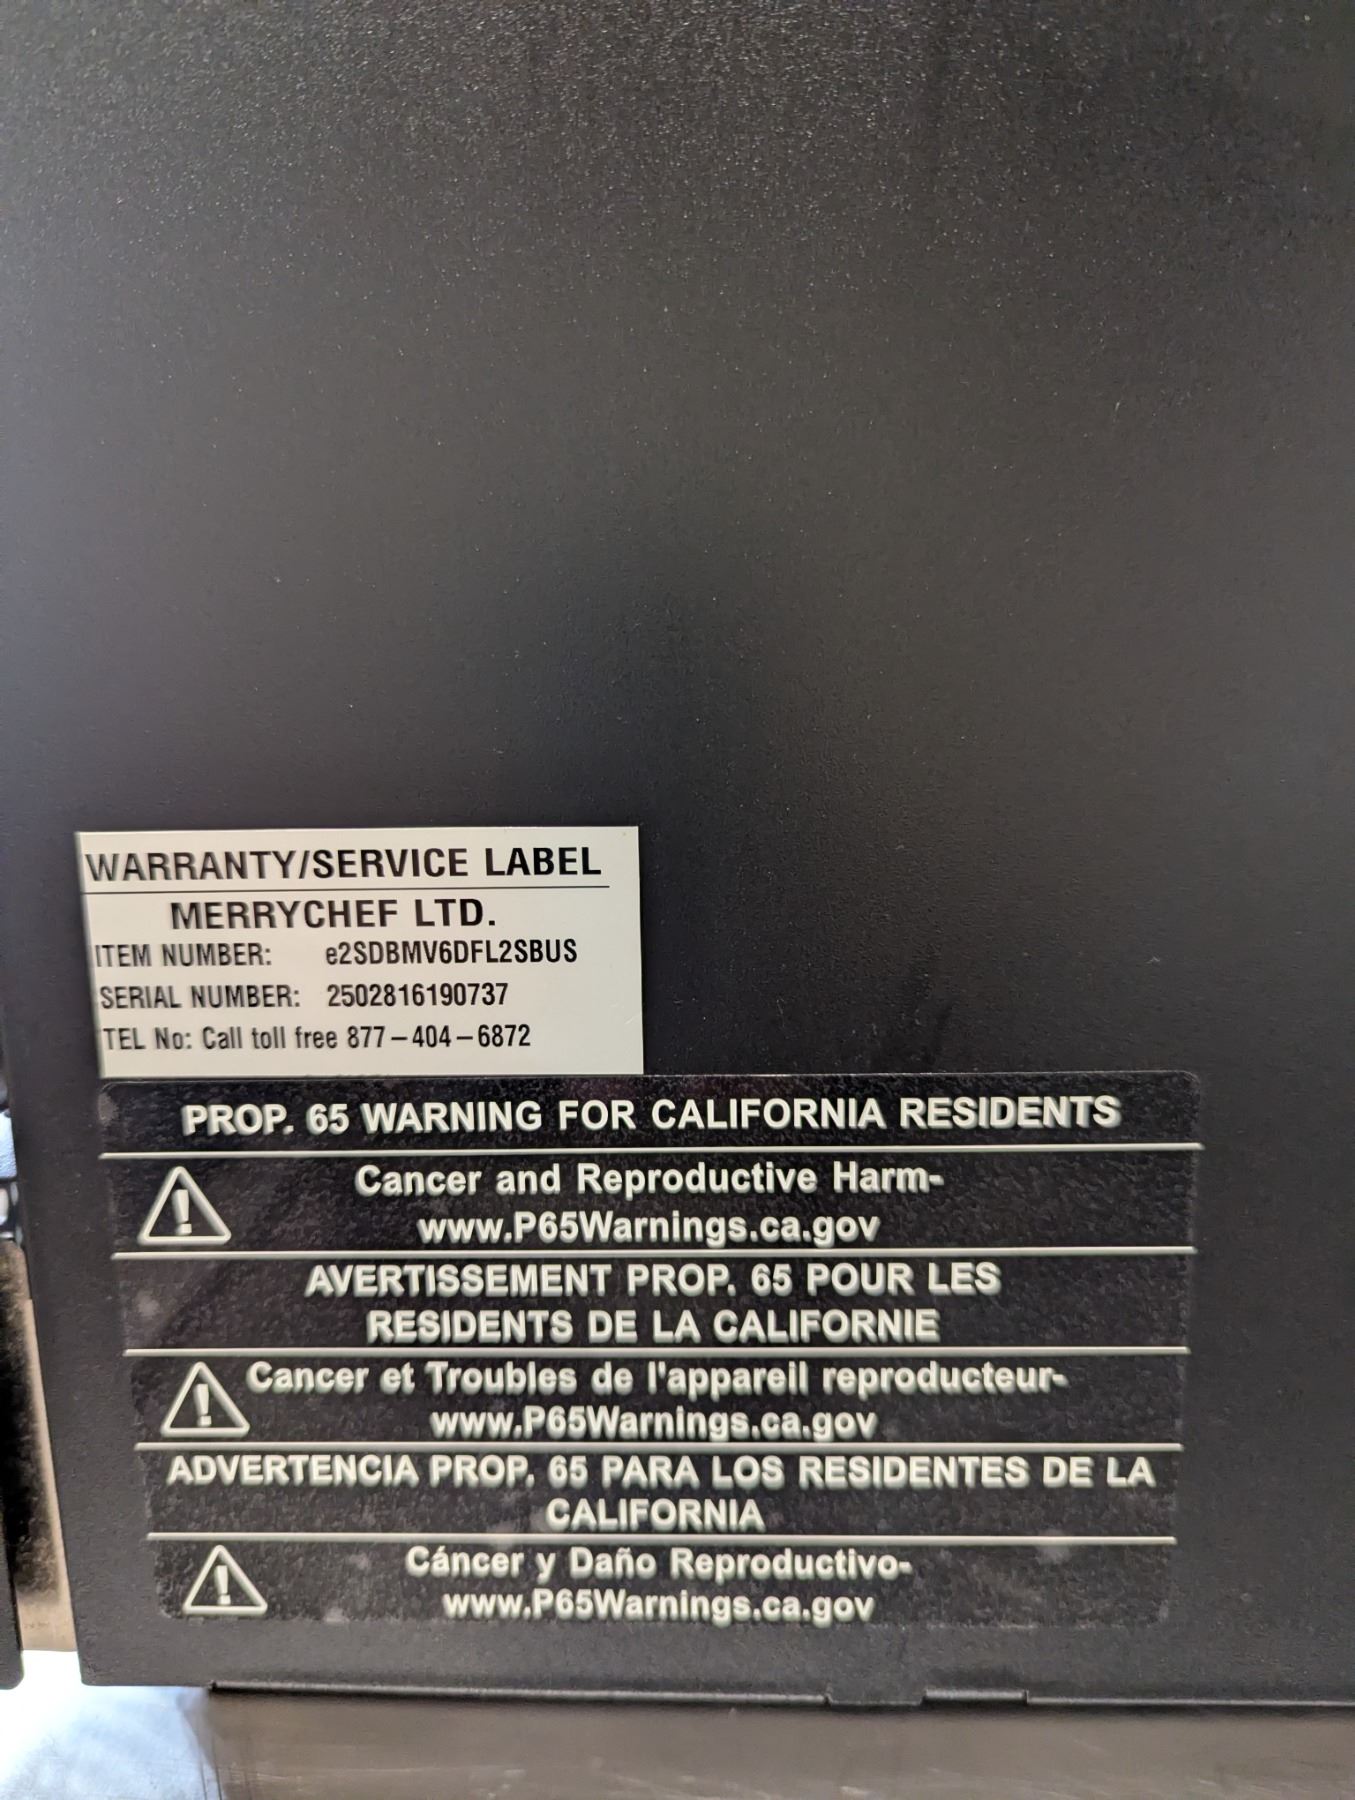 WARRANTY/SERVICE LABEL
MERRYCHEF LTD.
ITEM NUMBER: e2SDBMV6DFL2SBUS
SERIAL NUMBER: 2502816190737
TEL No: Call toll free 877-404-6872
PROP. 65 WARNING FOR CALIFORNIA RESIDENTS
Cancer and Reproductive Harm-
www.P65Warnings.ca.gov
AVERTISSEMENT PROP. 65 POUR LES
RESIDENTS DE LA CALIFORNIE
Cancer et Troubles de l'appareil reproducteur-
www.P65Warnings.ca.gov
ADVERTENCIA PROP. 65 PARA LOS RESIDENTES DE LA
CALIFORNIA
Cáncer y Daño Reproductivo-
www.P65Warnings.ca.gov